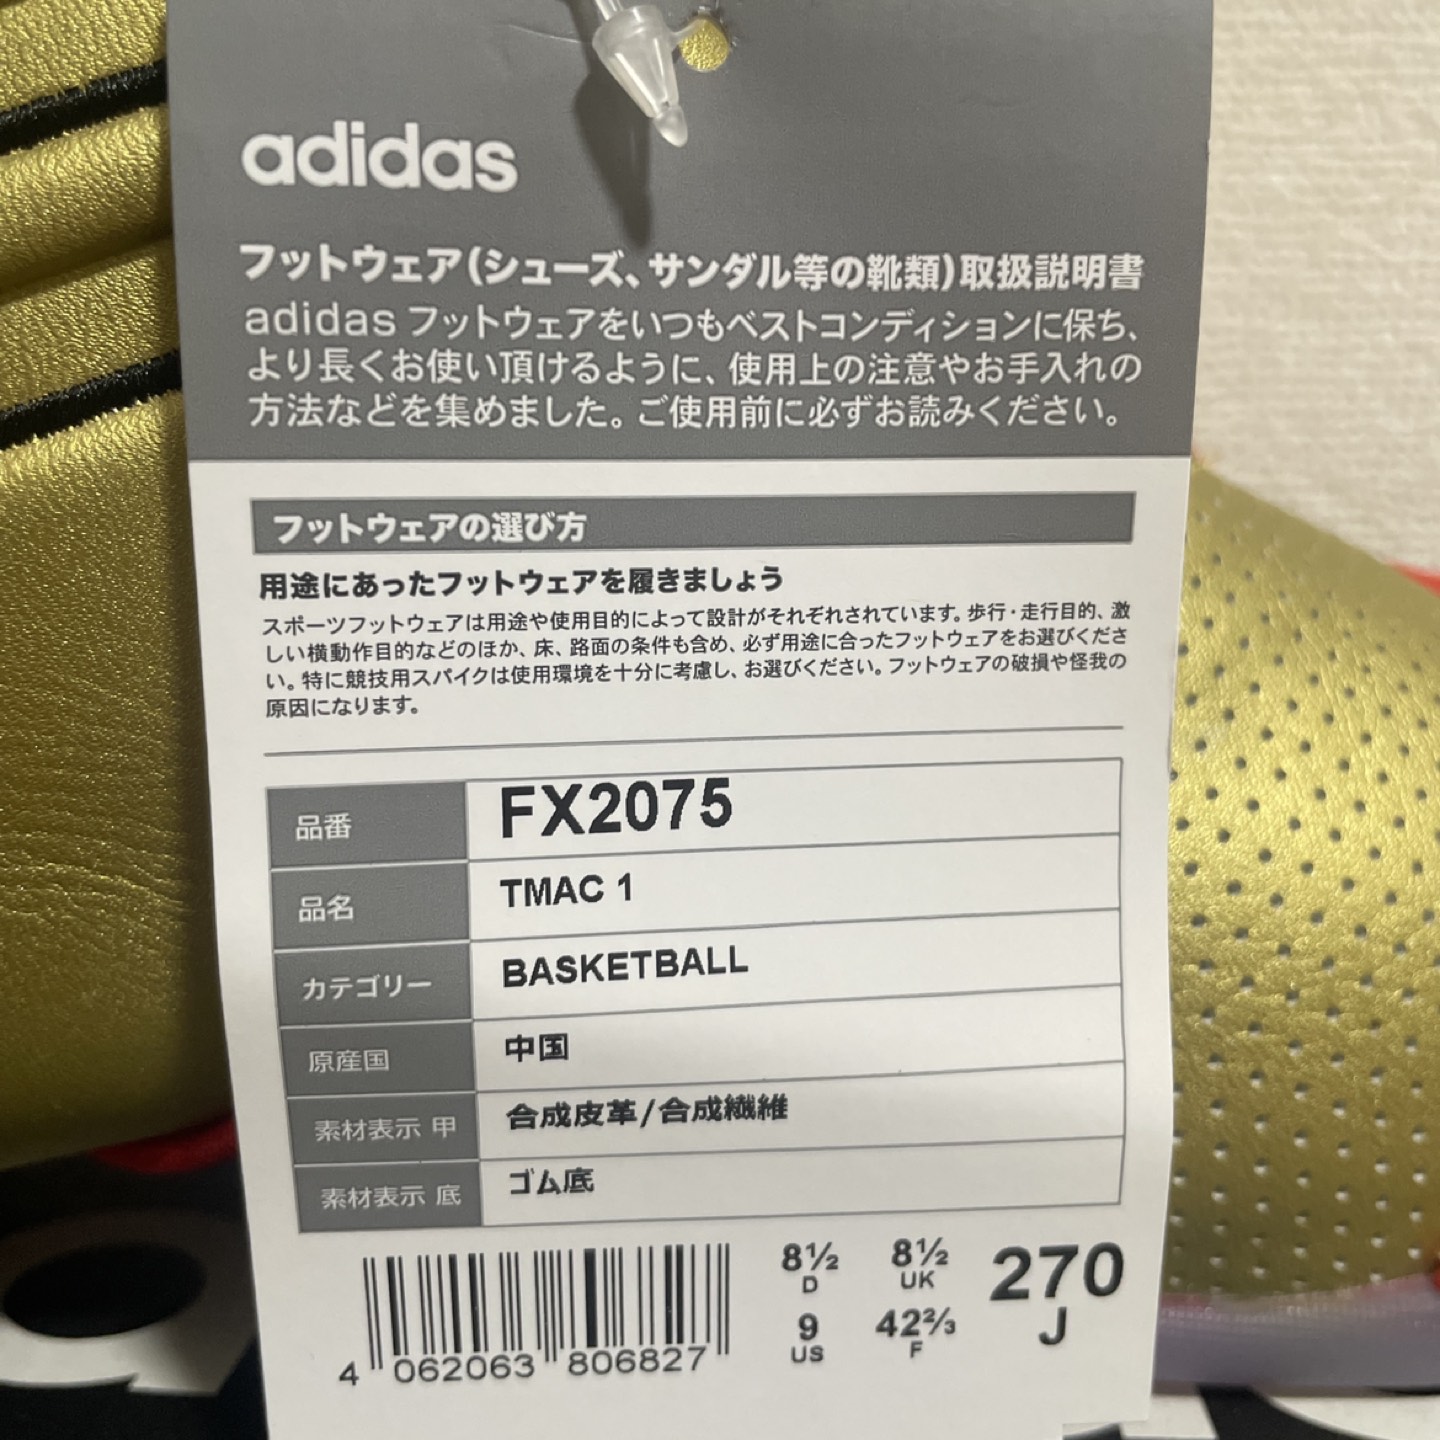 adidas
フットウェア(シューズ、サンダル等の靴類)取扱説明書
adidas フットウェアをいつもベストコンディションに保ち、
より長くお使い頂けるように、使用上の注意やお手入れの
方法などを集めました。ご使用前に必ずお読みください。
フットウェアの選び方
用途にあったフットウェアを履きましょう
スポーツフットウェアは用途や使用目的によって設計がそれぞれされています。歩行・走行目的、激
しい横動作目的などのほか、床、路面の条件も含め、必ず用途に合ったフットウェアをお選びくださ
い。特に競技用スパイクは使用環境を十分に考慮し、お選びください。フットウェアの破損や怪我の
原因になります。
品番 FX2075
品名 TMAC 1
カテゴリー BASKETBALL
原産国 中国
素材表示 甲 合成皮革/合成繊維
素材表示 底 ゴム底
8½ 8½ 270
D UK J
9 42⅔
US F
4 062063 806827